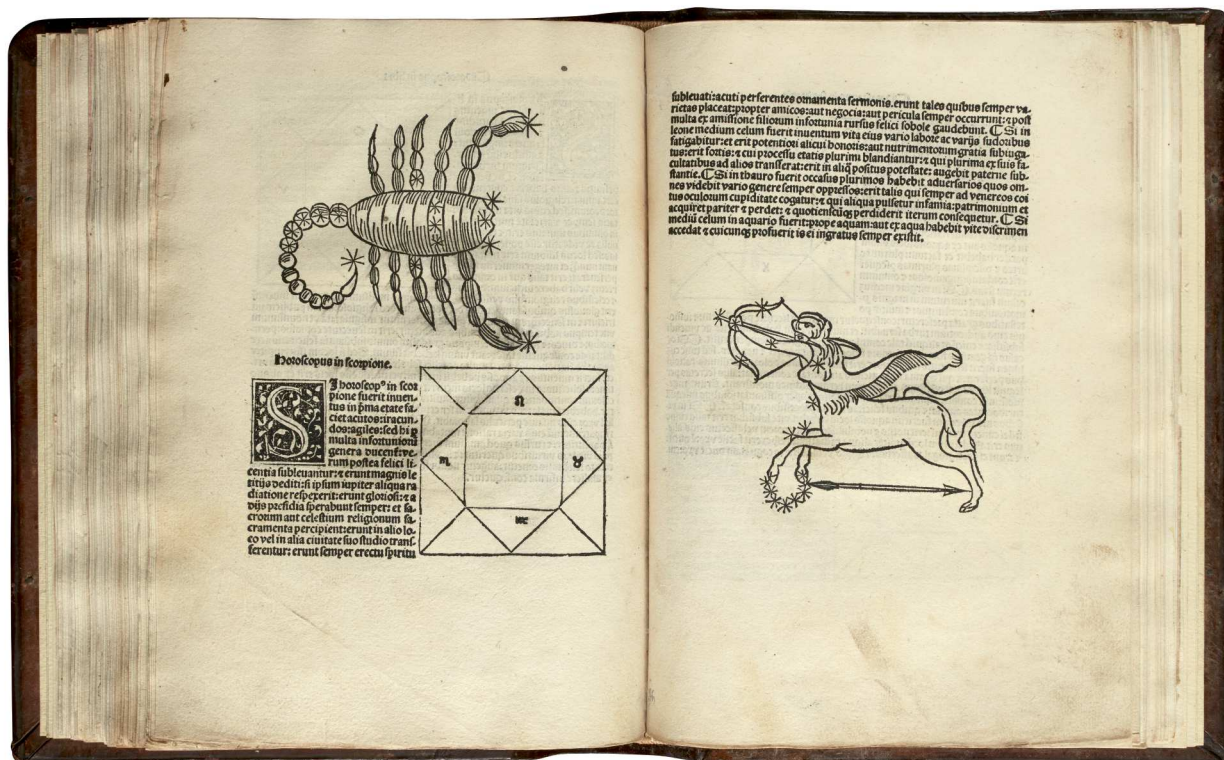 Horoscopus in scorpione.
SI horoscopꝰ in scor
pione fuerit inuen-
tus in p̄ma etate fa-
ciet acutos:iracun-
dos:agiles:sed hi ꝑ
multa infortuniorū
genera ducent̃:ve-
rum postea felici li-
centia subleuantur:⁊ erunt magnis le
titijs dediti:si ipsum iupiter aliqua ra
diatione respexerit:erunt gloriosi:⁊ a
dijs presidia sperabunt semper: et sa-
crorum aut celestium religionum sa-
cramenta percipient:erunt in alio lo-
co vel in alia ciuitate suo studio trans-
ferentur: erunt semper erectu spiritu
♌
♏ ♉
♒
subleuati:acuti perferentes ornamenta sermonis.erunt tales quibus semper va-
rietas placeat:propter amicos:aut negocia:aut pericula semper occurrunt:⁊ post
multa ex amissione filiorum infortunia rursus felici sobole gaudebunt. ¶ Si in
leone medium celum fuerit inuentum vita eius vario labore ac varijs sudoribus
fatigabitur:et erit potentiori alicui honoris:aut nutrimentorum gratia subiuga-
tus:erit fortis:⁊ cui processu etatis plurimi blandiantur:⁊ qui plurima ex suis fa-
cultatibus ad alios transferat:erit in aliq̃ positus potestate: augebit paterne sub-
stantie.¶ Si in thauro fuerit occasus plurimos habebit aduersarios quos om-
nes videbit vario genere semper oppressos:erit talis qui semper ad venereos coi
tus oculorum cupiditate cogatur:⁊ qui aliqua pulsetur infamia:patrimonium et
acquiret pariter ⁊ perdet: ⁊ quotienscūq̃ perdiderit iterum consequetur. ¶ Si
mediū celum in aquario fuerit:prope aquam:aut ex aqua habebit vite discrimen
accedat ⁊ cuicunq̃ profuerit is ei ingratus semper existit.